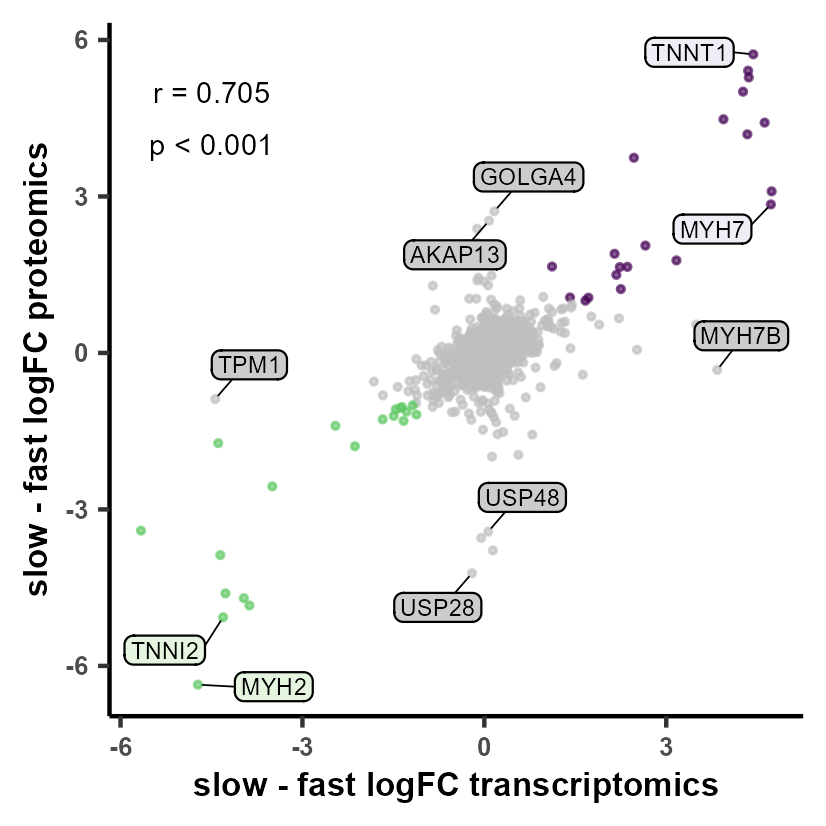 6
3
0
-3
-6
slow - fast logFC proteomics
r = 0.705
p < 0.001
TNNT1
GOLGA4
AKAP13
MYH7
MYH7B
TPM1
USP48
USP28
TNNI2
MYH2
-6
-3
0
3
slow - fast logFC transcriptomics